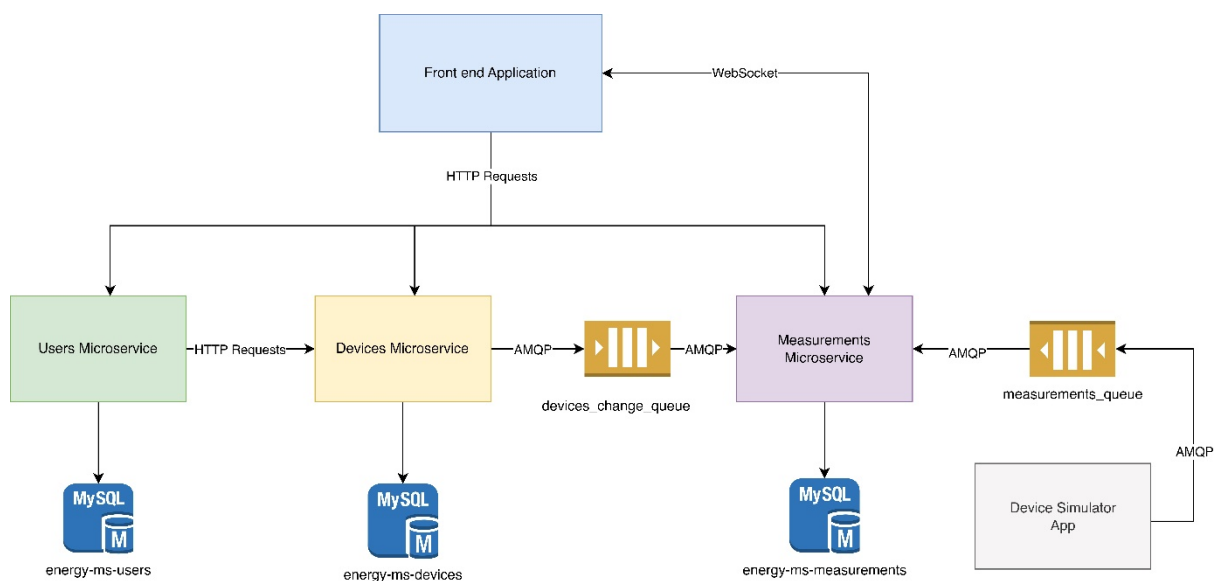 Front end Application
WebSocket
HTTP Requests
Users Microservice
HTTP Requests
Devices Microservice
AMQP
AMQP
Measurements
Microservice
AMQP
devices_change_queue
measurements_queue
AMQP
MySQL
M
energy-ms-users
MySQL
M
energy-ms-devices
MySQL
M
energy-ms-measurements
Device Simulator
App